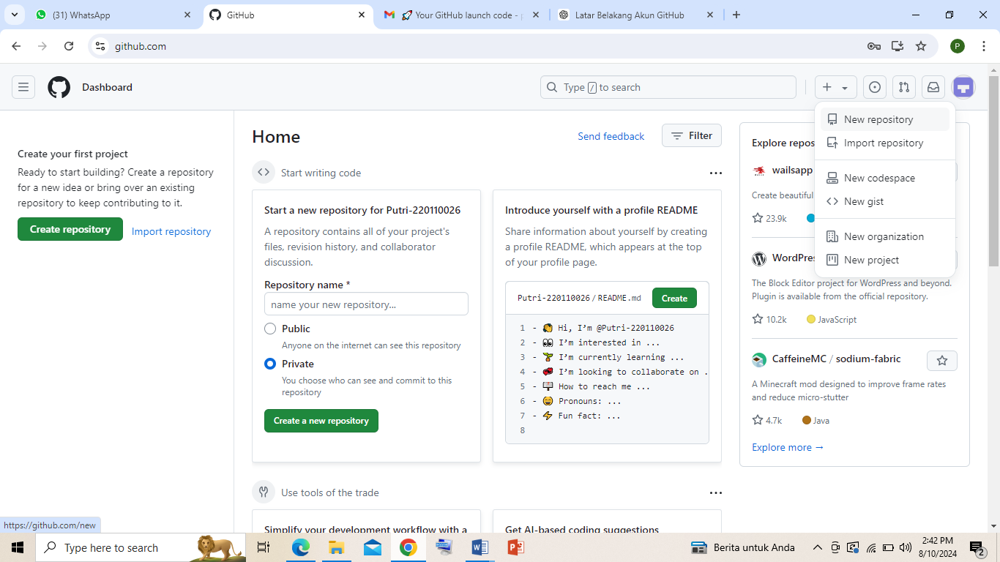 (31) WhatsApp
GitHub
Your GitHub launch code -
Latar Belakang Akun GitHub
github.com
P
Dashboard
Type / to search
New repository
Import repository
New codespace
New gist
New organization
New project
Create your first project
Ready to start building? Create a repository
for a new idea or bring over an existing
repository to keep contributing to it.
Create repository
Import repository
Home
Send feedback
Filter
Start writing code
Start a new repository for Putri-220110026
A repository contains all of your project's
files, revision history, and collaborator
discussion.
Repository name *
name your new repository...
Public
Anyone on the internet can see this repository
Private
You choose who can see and commit to this
repository
Create a new repository
Introduce yourself with a profile README
Share information about yourself by creating
a profile README, which appears at the top
of your profile page.
Putri-220110026 / README.md
Create
1 - 👋 Hi, I’m @Putri-220110026
2 - 👀 I’m interested in ...
3 - 🌱 I’m currently learning ...
4 - 💞️ I’m looking to collaborate on .
5 - 📫 How to reach me ...
6 - 😄 Pronouns: ...
7 - ⚡ Fun fact: ...
8
Use tools of the trade
Simplify your development workflow with a
Get AI-based coding suggestions
Explore repos
wailsapp
Create beautiful
23.9k
WordPres
The Block Editor project for WordPress and beyond.
Plugin is available from the official repository.
10.2k
JavaScript
CaffeineMC / sodium-fabric
A Minecraft mod designed to improve frame rates
and reduce micro-stutter
4.7k
Java
Explore more →
https://github.com/new
Type here to search
Berita untuk Anda
2:42 PM
8/10/2024
2